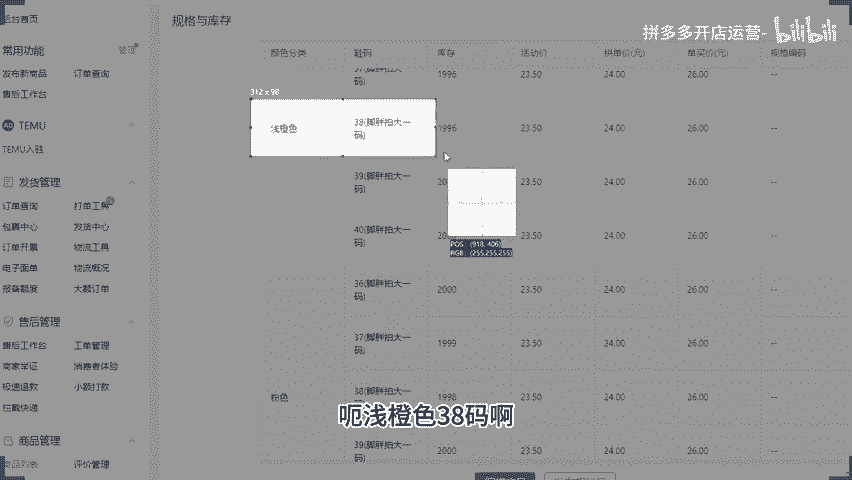 后台首页
规格与库存
拼多多开店运营- bilibili
常用功能 管理
发布新商品 订单查询
售后工作台
TEMU
TEMU入驻
发货管理
订单查询 打单工具
包裹中心 发货中心
订单开票 物流工具
电子面单 物流概况
报备额度 大额订单
售后管理
售后工作台 工单管理
商家举证 消费者体验
极速退款 小额打款
拦截快递
商品管理
商品列表 评价管理
颜色分类 鞋码 库存 活动价 拼单价(元) 单买价(元) 规格编码
37(脚胖拍大一码) 1996 23.50 24.00 26.00 --
342×98
浅橙色 38(脚胖拍大一码) 1996 23.50 24.00 26.00 --
39(脚胖拍大一码) 23.50 24.00 26.00 --
40(脚胖拍大一码) 23.50 24.00 26.00 --
POS: (918, 406)
RGB: (255,255,255)
36(脚胖拍大一码) 2000 23.50 24.00 26.00 --
37(脚胖拍大一码) 1999 23.50 24.00 26.00 --
粉色 38(脚胖拍大一码) 1998 23.50 24.00 26.00 --
39(脚胖拍大一码) 2000 23.50 24.00 26.00 --
呃浅橙色38码啊